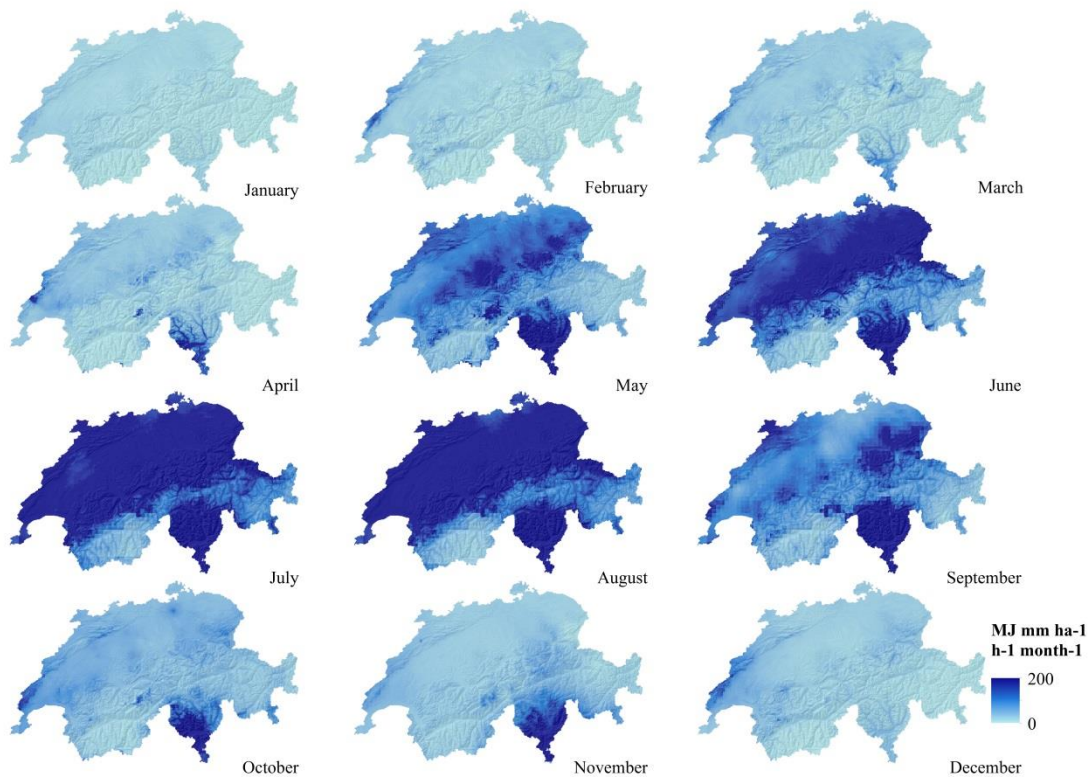 January
February
March
April
May
June
July
August
September
MJ mm ha-1
h-1 month-1
200
0
October
November
December